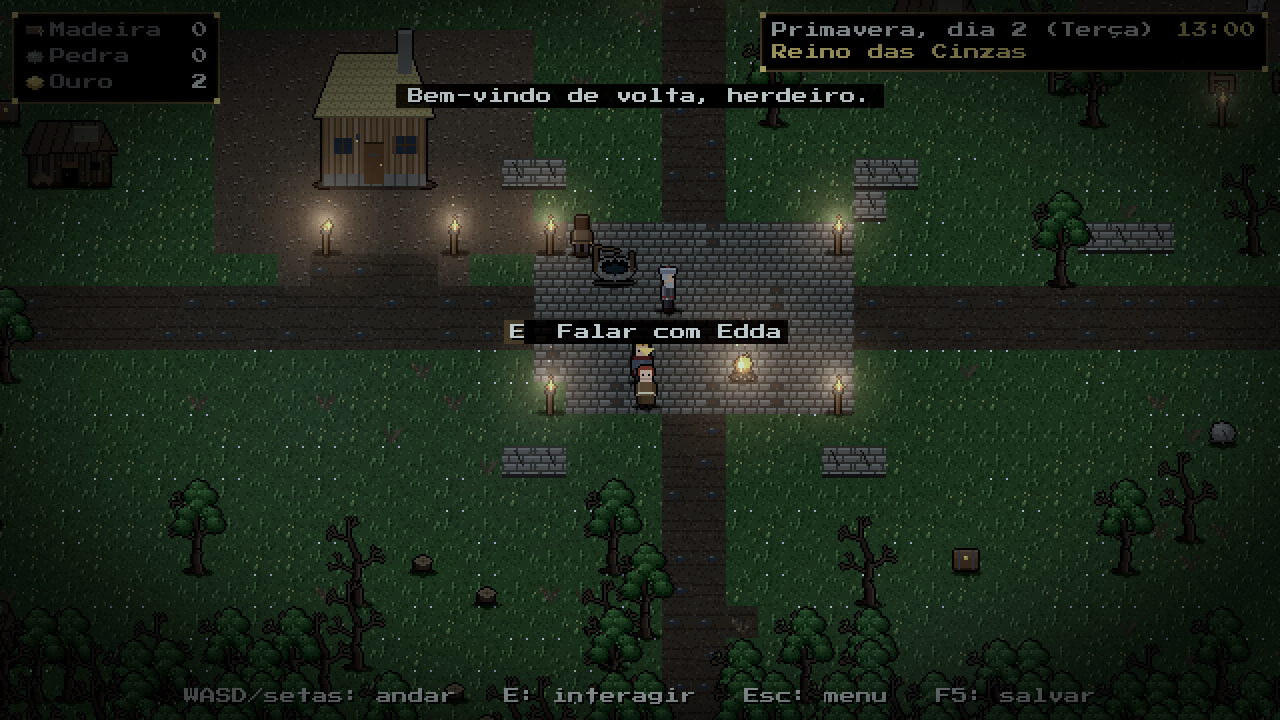 Madeira 0
Pedra 0
Ouro 2
Primavera, dia 2 (Terça) 13:00
Reino das Cinzas
Bem-vindo de volta, herdeiro.
E Falar com Edda
WASD/setas: andar E: interagir Esc: menu F5: salvar